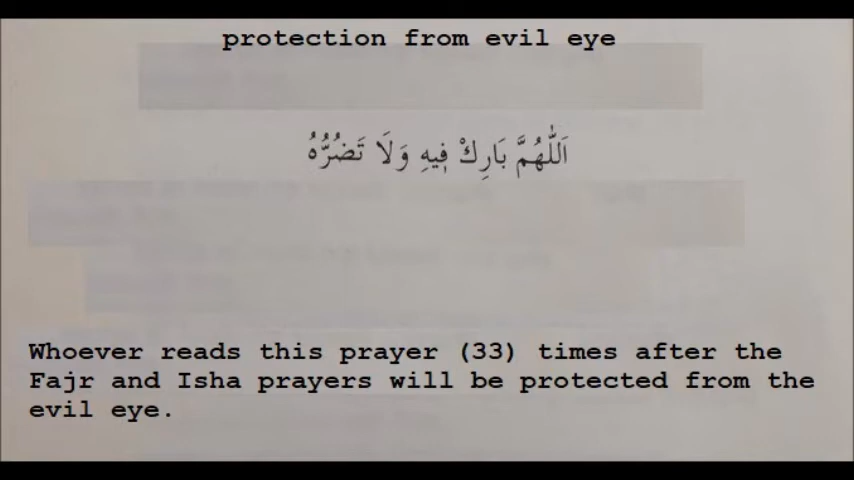 protection from evil eye
اَللّٰهُمَّ بَارِكْ فِيهِ وَلَا تَضُرُّهُ
Whoever reads this prayer (33) times after the
Fajr and Isha prayers will be protected from the
evil eye.